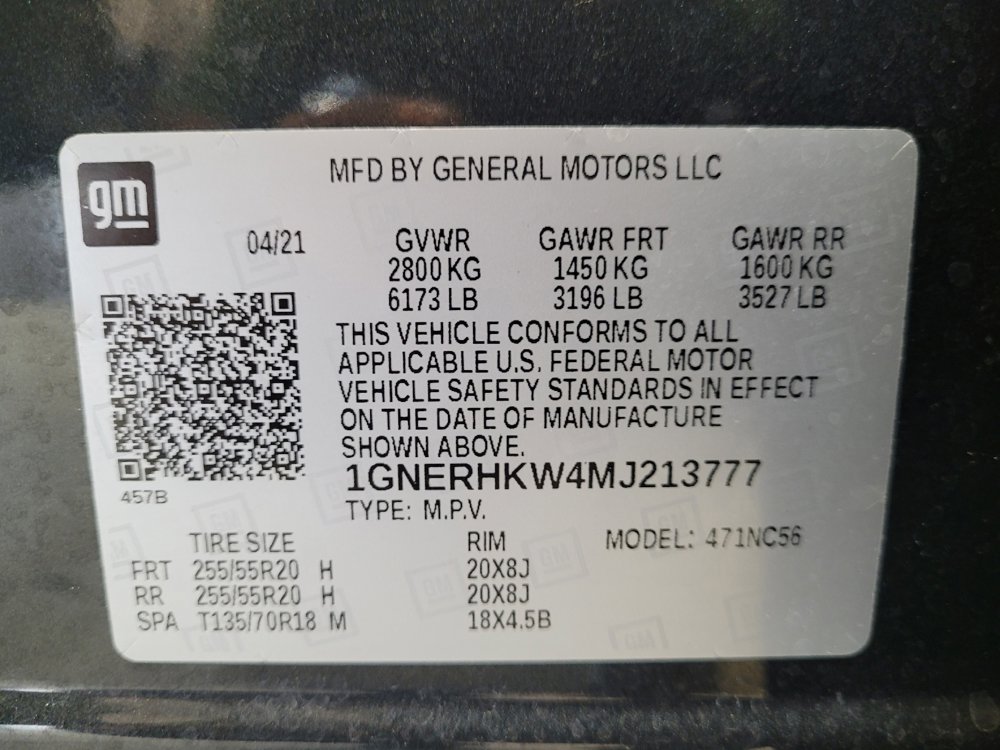 gm
MFD BY GENERAL MOTORS LLC
04/21 GVWR GAWR FRT GAWR RR
2800 KG 1450 KG 1600 KG
6173 LB 3196 LB 3527 LB
THIS VEHICLE CONFORMS TO ALL
APPLICABLE U.S. FEDERAL MOTOR
VEHICLE SAFETY STANDARDS IN EFFECT
ON THE DATE OF MANUFACTURE
SHOWN ABOVE.
1GNERHKW4MJ213777
457B
TYPE: M.P.V.
TIRE SIZE RIM MODEL: 471NC56
FRT 255/55R20 H 20X8J
RR 255/55R20 H 20X8J
SPA T135/70R18 M 18X4.5B